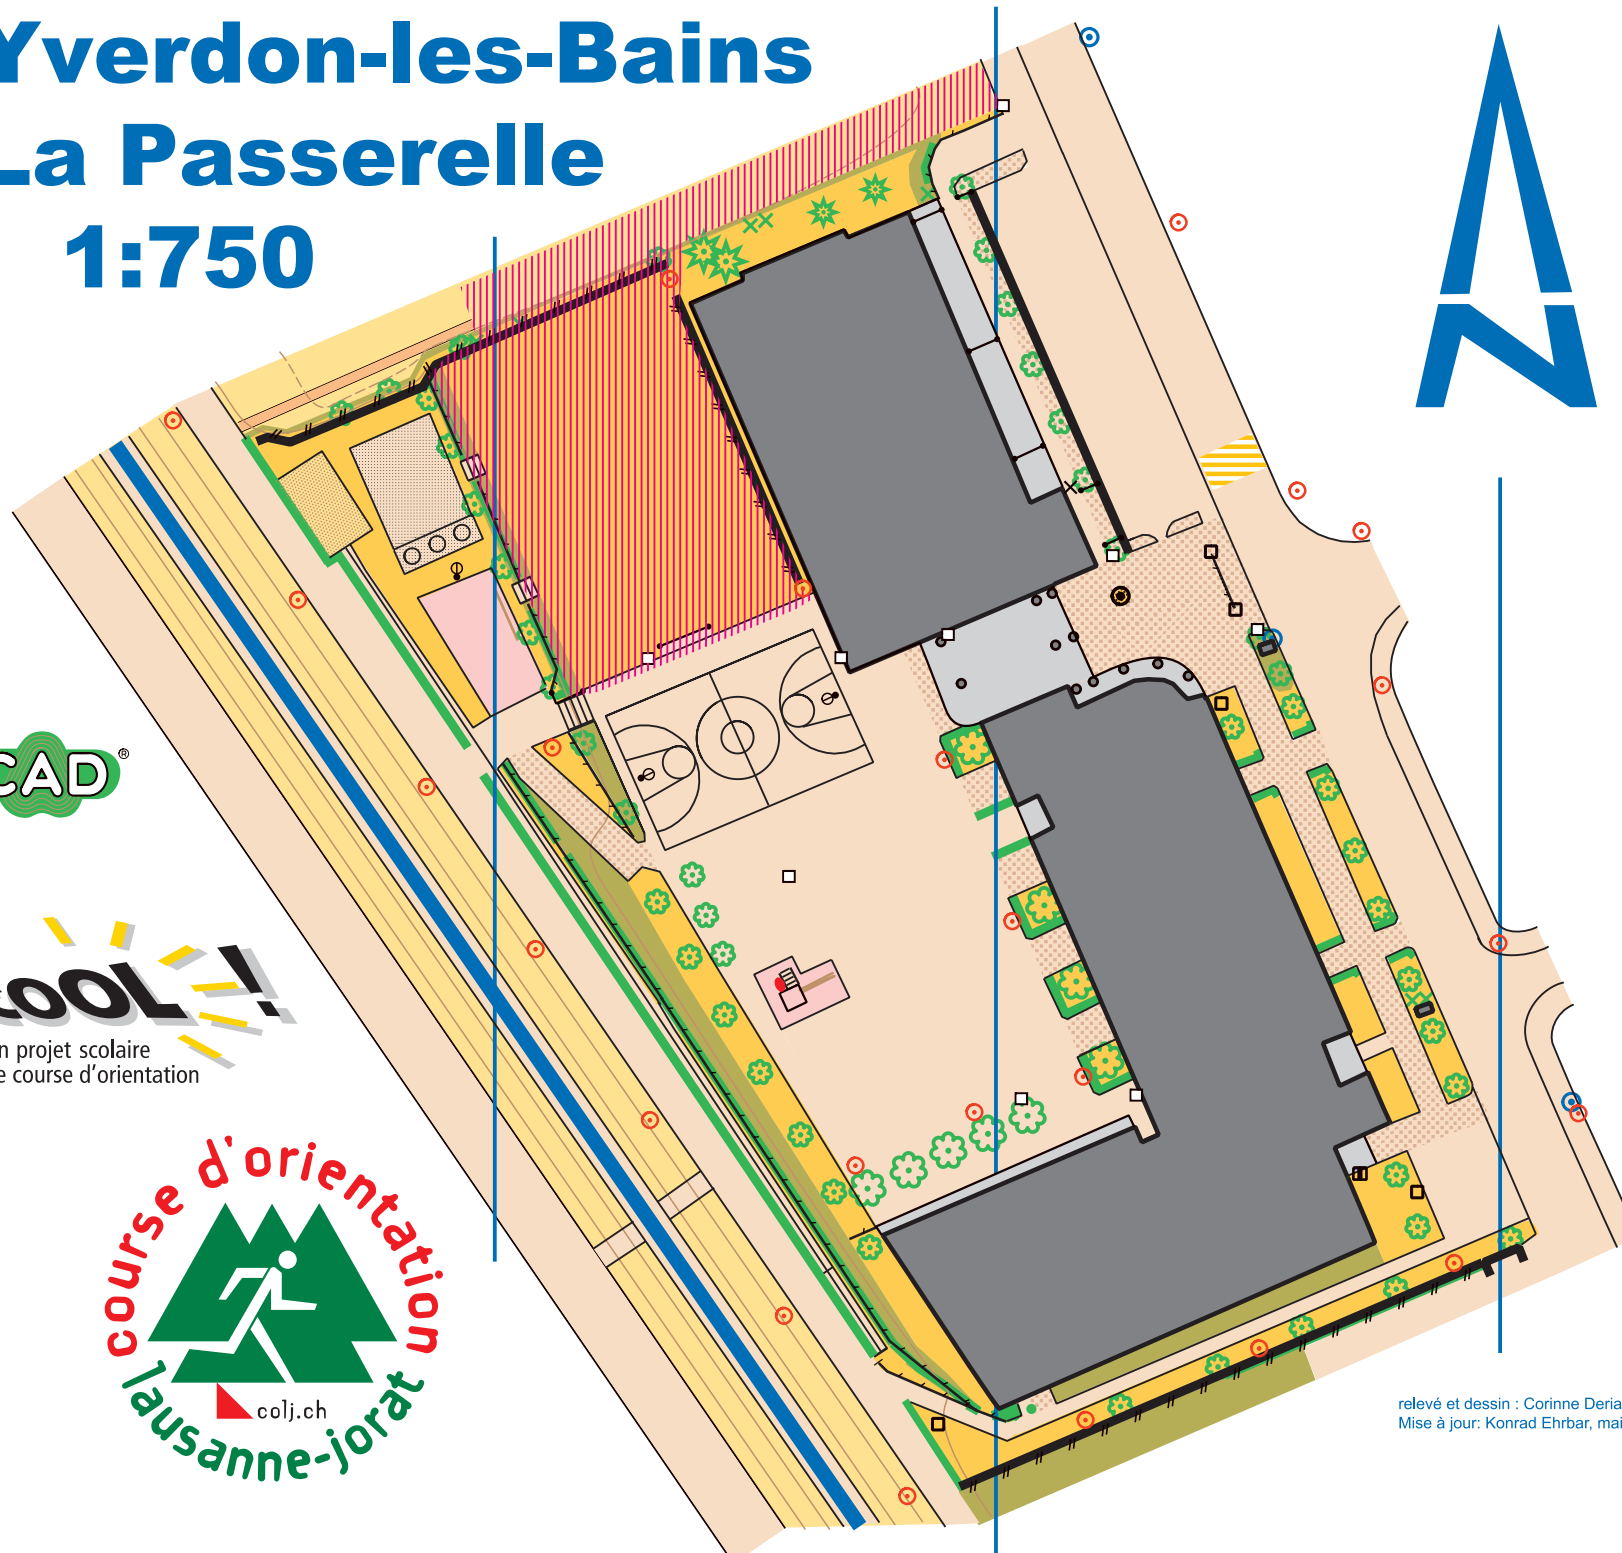 Yverdon-les-Bains
La Passerelle
1:750
CAD®
COOL !
n projet scolaire
e course d'orientation
course d'orientation
colj.ch
lausanne-jorat
relevé et dessin : Corinne Deria
Mise à jour: Konrad Ehrbar, mai
N